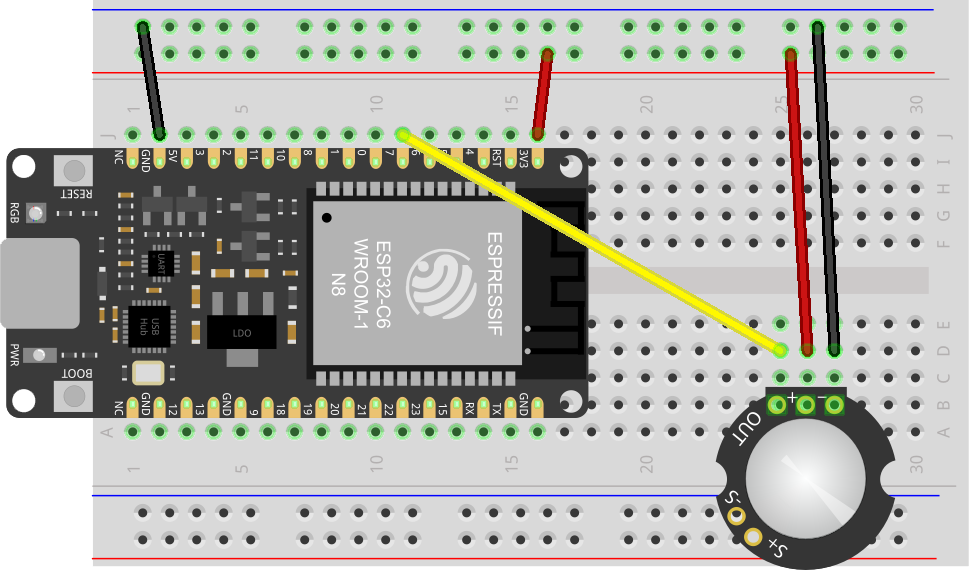 1 5 10 15 20 25 30
J J
NC GND 5V 3 2 11 10 8 1 0 7 6 5 4 RST 3V3
I
H
G
F
RESET
RGB
UART
USB
Hub
LDO
ESPRESSIF
ESP32-C6
WROOM-1
N8
PWR
BOOT
E
D
C
B
NC GND 12 13 GND 9 18 19 20 21 22 23 15 RX TX GND
A A
1 5 10 15 20 30
OUT + −
S-
S+